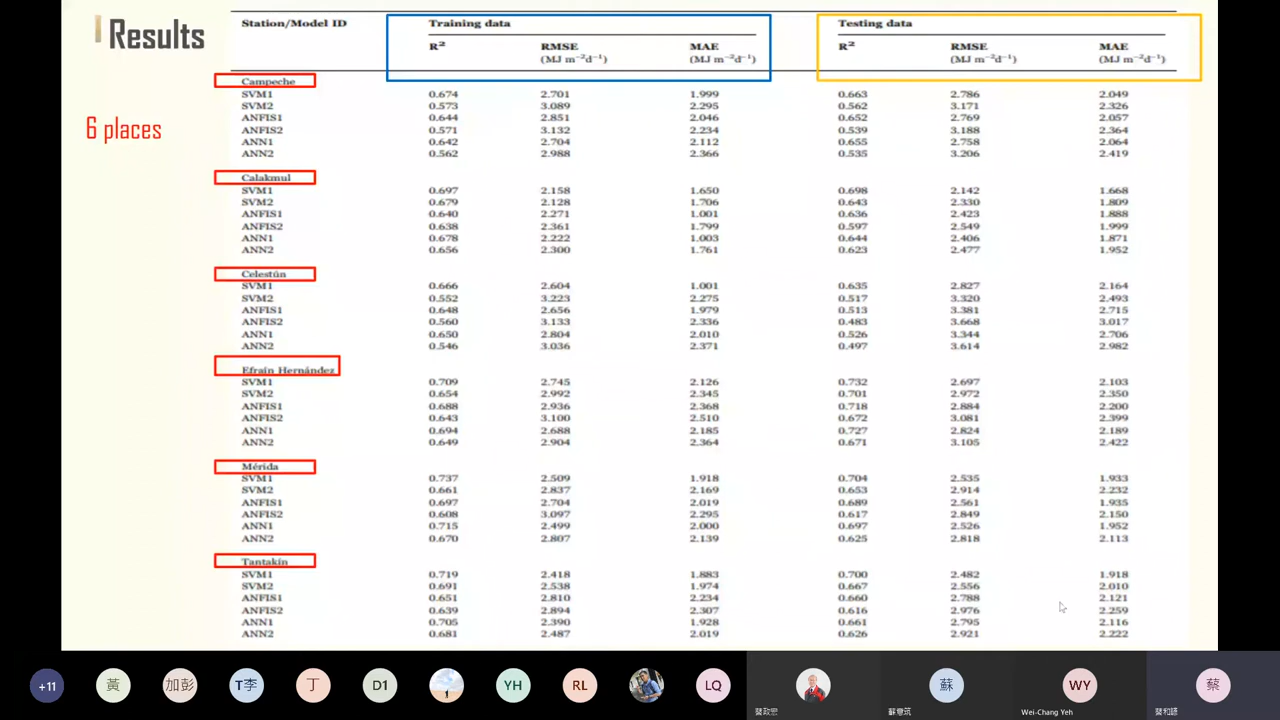 Results
6 places
Station/Model ID Training data Testing data
R² RMSE MAE R² RMSE MAE
(MJ m⁻²d⁻¹) (MJ m⁻²d⁻¹) (MJ m⁻²d⁻¹) (MJ m⁻²d⁻¹)
Campeche
SVM1 0.674 2.701 1.999 0.663 2.786 2.049
SVM2 0.573 3.089 2.295 0.562 3.171 2.326
ANFIS1 0.644 2.851 2.046 0.652 2.769 2.057
ANFIS2 0.571 3.132 2.234 0.539 3.188 2.364
ANN1 0.642 2.704 2.112 0.655 2.758 2.064
ANN2 0.562 2.988 2.366 0.535 3.206 2.419
Calakmul
SVM1 0.697 2.158 1.650 0.698 2.142 1.668
SVM2 0.679 2.128 1.706 0.643 2.330 1.809
ANFIS1 0.640 2.271 1.001 0.636 2.423 1.888
ANFIS2 0.638 2.361 1.799 0.597 2.549 1.999
ANN1 0.678 2.222 1.003 0.644 2.406 1.871
ANN2 0.656 2.300 1.761 0.623 2.477 1.952
Celestún
SVM1 0.666 2.604 1.001 0.635 2.827 2.164
SVM2 0.552 3.223 2.275 0.517 3.320 2.493
ANFIS1 0.648 2.656 1.979 0.513 3.381 2.715
ANFIS2 0.560 3.133 2.336 0.483 3.668 3.017
ANN1 0.650 2.804 2.010 0.526 3.344 2.706
ANN2 0.546 3.036 2.371 0.497 3.614 2.982
Efraín Hernández
SVM1 0.709 2.745 2.126 0.732 2.697 2.103
SVM2 0.654 2.992 2.345 0.701 2.972 2.350
ANFIS1 0.688 2.936 2.368 0.718 2.884 2.200
ANFIS2 0.643 3.100 2.510 0.672 3.081 2.399
ANN1 0.694 2.688 2.185 0.727 2.824 2.189
ANN2 0.649 2.904 2.364 0.671 3.105 2.422
Mérida
SVM1 0.737 2.509 1.918 0.704 2.535 1.933
SVM2 0.661 2.837 2.169 0.653 2.914 2.232
ANFIS1 0.697 2.704 2.019 0.689 2.561 1.935
ANFIS2 0.608 3.097 2.295 0.617 2.849 2.150
ANN1 0.715 2.499 2.000 0.697 2.526 1.952
ANN2 0.670 2.807 2.139 0.625 2.818 2.113
Tantakin
SVM1 0.719 2.418 1.883 0.700 2.482 1.918
SVM2 0.691 2.538 1.974 0.667 2.556 2.010
ANFIS1 0.651 2.810 2.234 0.660 2.788 2.121
ANFIS2 0.639 2.894 2.307 0.616 2.976 2.259
ANN1 0.705 2.390 1.928 0.661 2.795 2.116
ANN2 0.681 2.487 2.019 0.626 2.921 2.222
+11 黃 加彭 T李 丁 D1 YH RL LQ 蘇 WY 蔡
Wei-Chang Yeh